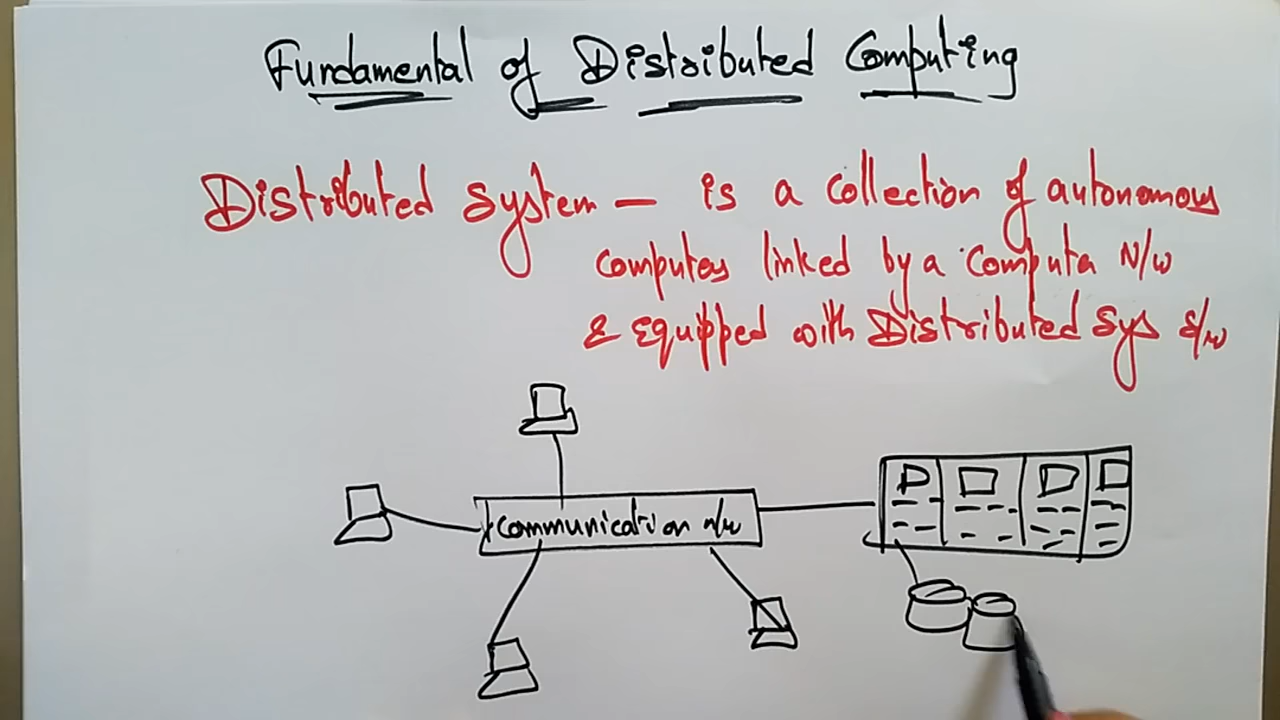 Fundamental of Distributed Computing
Distributed system — is a collection of autonomous
computers linked by a computer N/w
& equipped with Distributed sys s/w
communication n/w